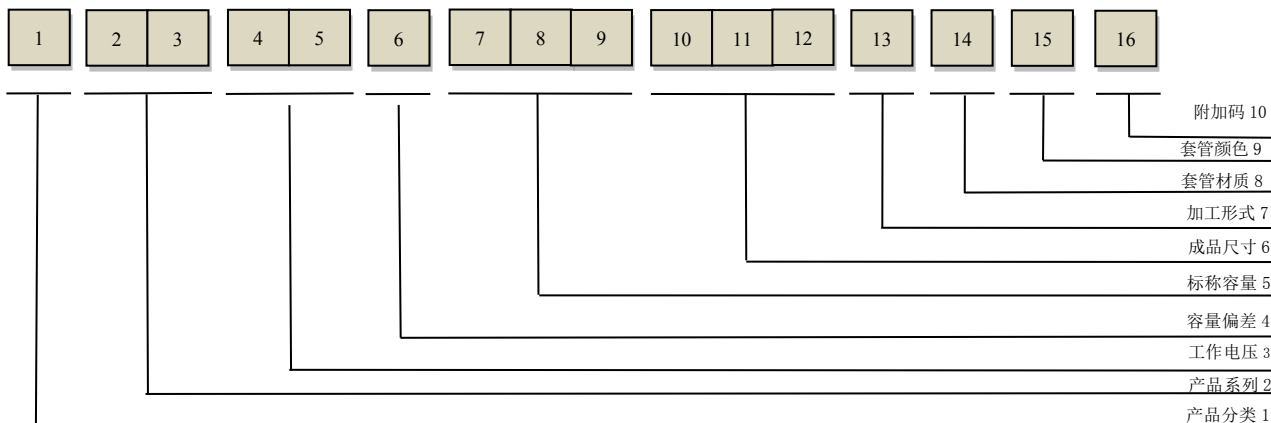 1 2 3 4 5 6 7 8 9 10 11 12 13 14 15 16
附加码 10
套管颜色 9
套管材质 8
加工形式 7
成品尺寸 6
标称容量 5
容量偏差 4
工作电压 3
产品系列 2
产品分类 1